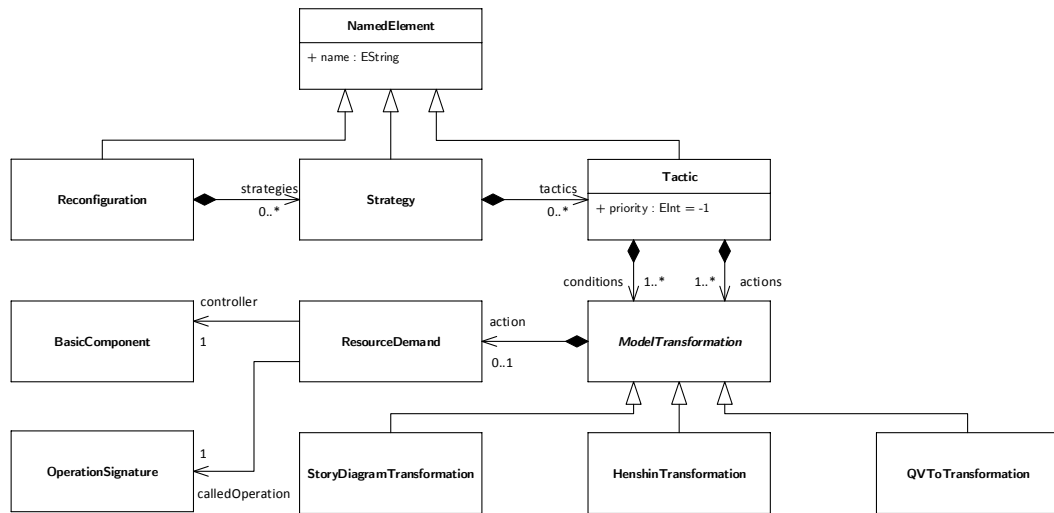 NamedElement
+ name : EString
Reconfiguration
strategies
0..*
Strategy
tactics
0..*
Tactic
+ priority : EInt = -1
conditions
1..*
1..*
actions
BasicComponent
controller
1
ResourceDemand
action
0..1
ModelTransformation
OperationSignature
1
calledOperation
StoryDiagramTransformation
HenshinTransformation
QVToTransformation